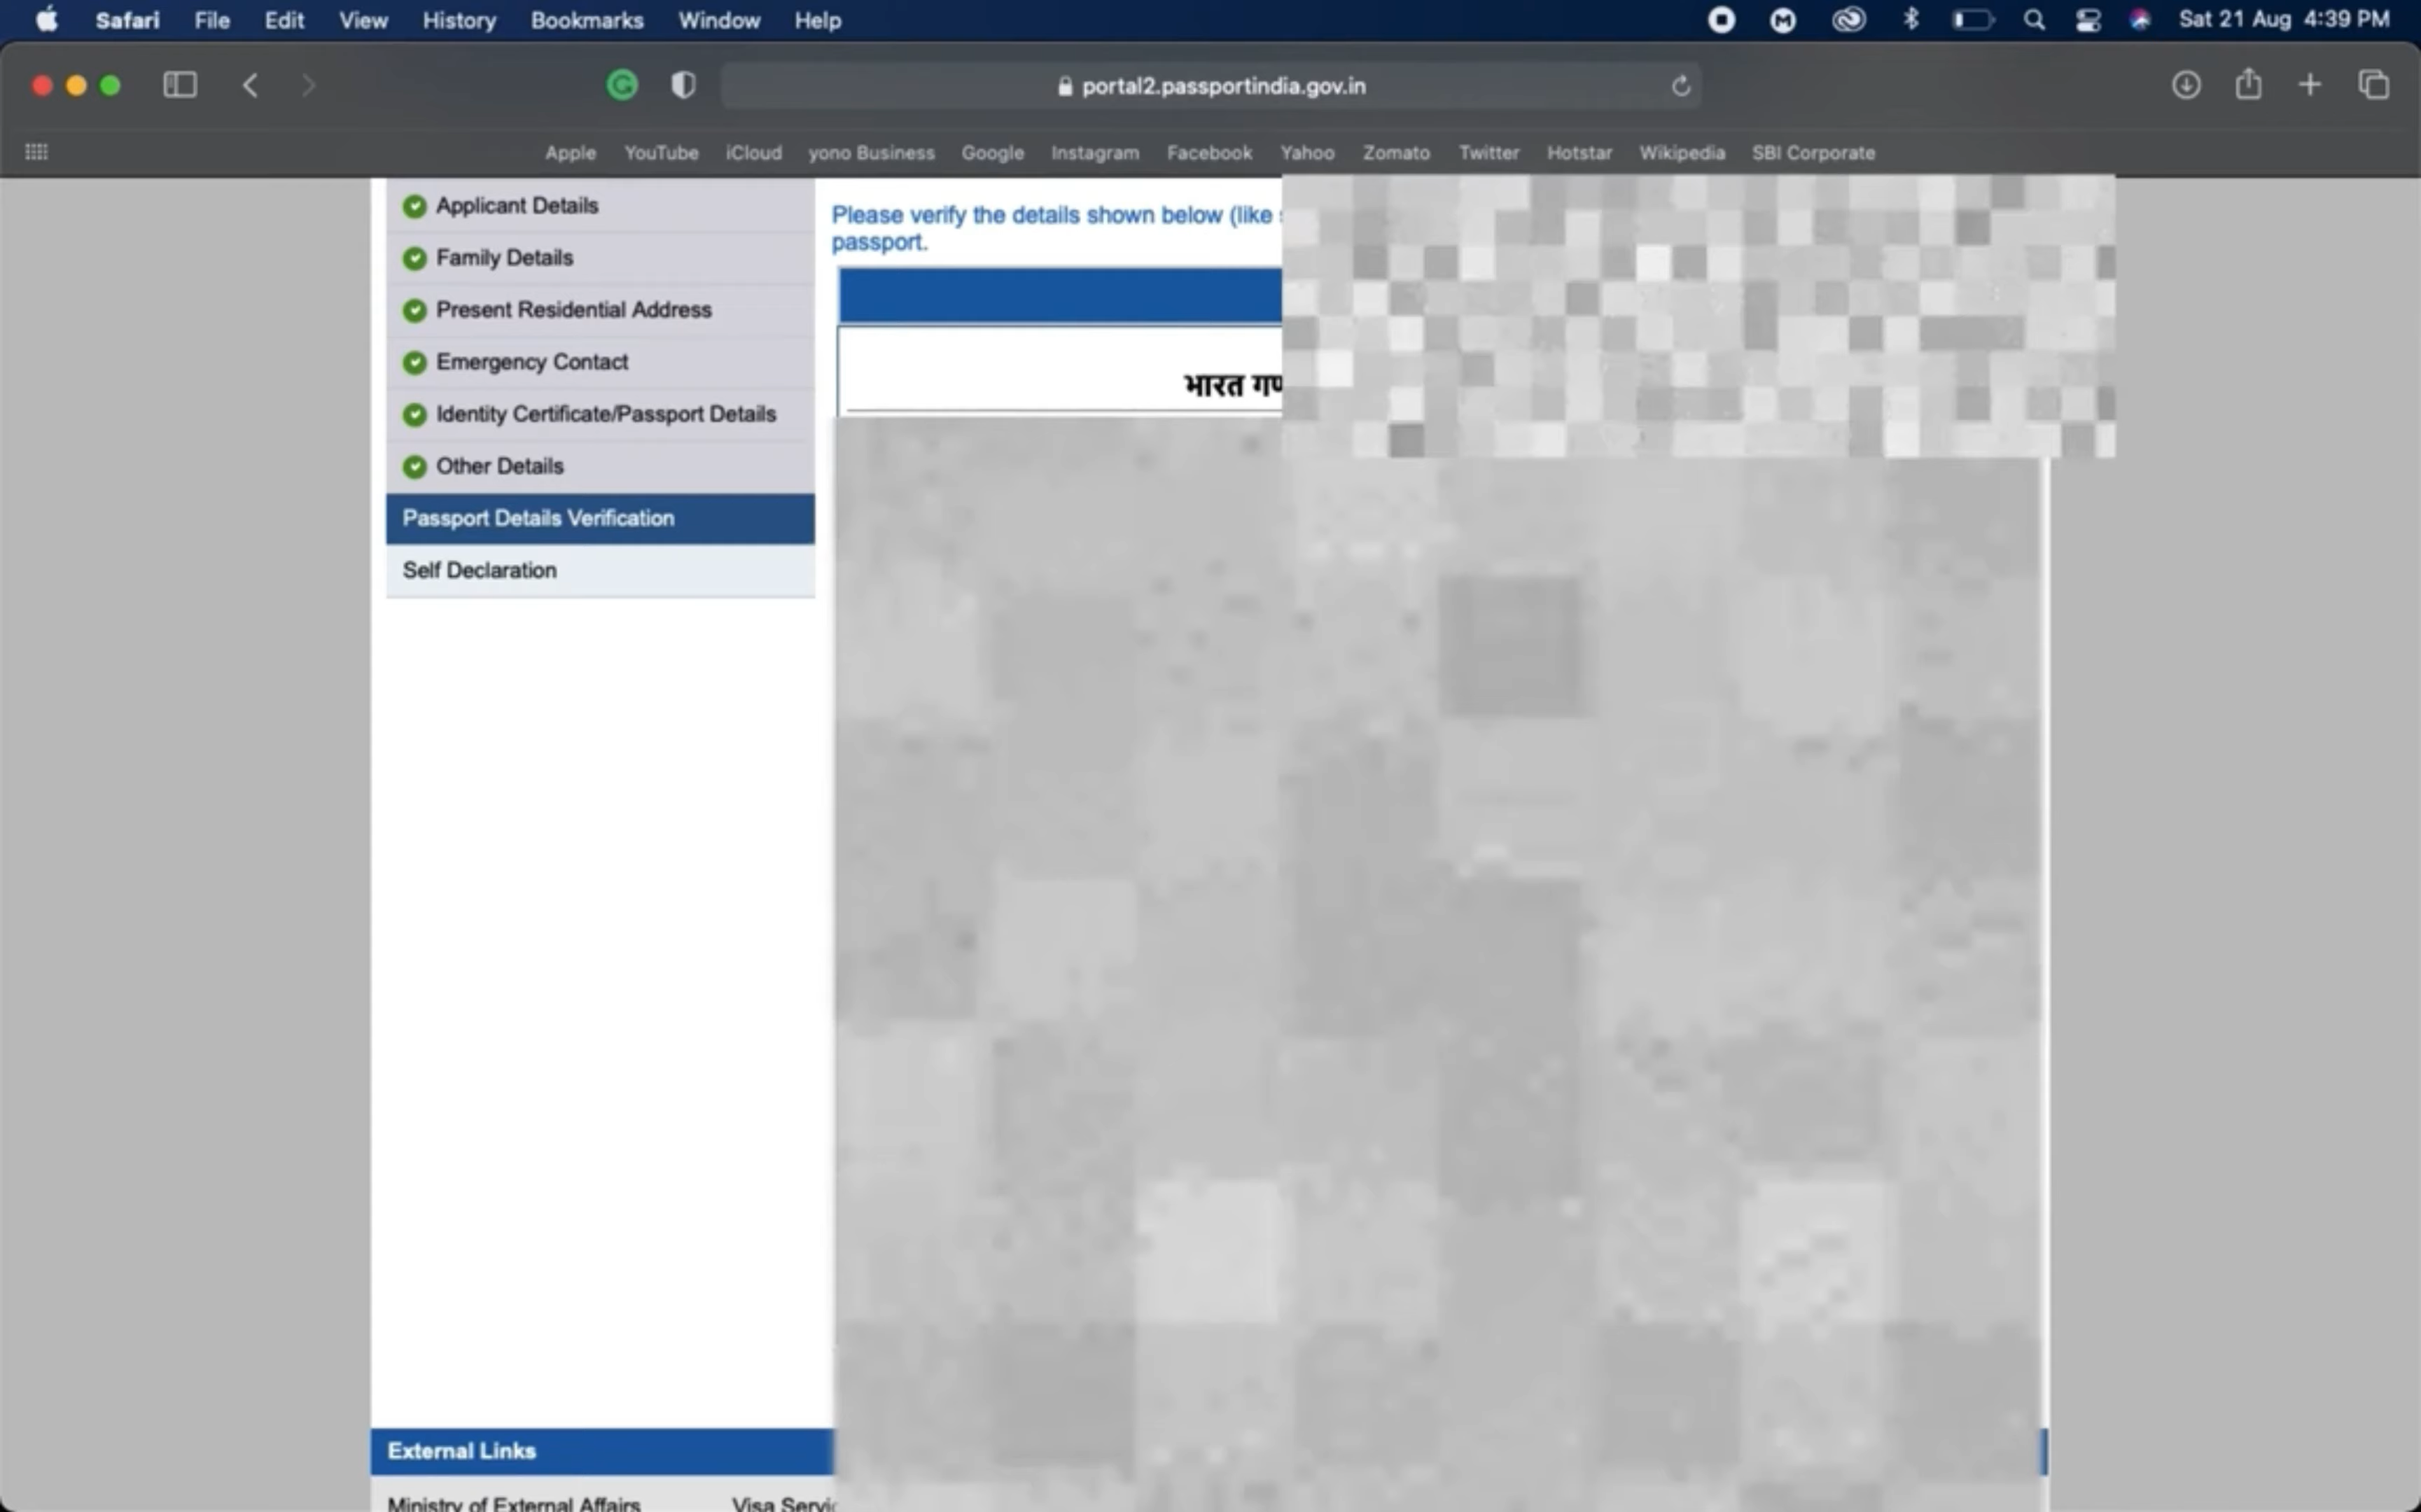 Safari File Edit View History Bookmarks Window Help Sat 21 Aug 4:39 PM
portal2.passportindia.gov.in
Apple YouTube iCloud yono Business Google Instagram Facebook Yahoo Zomato Twitter Hotstar Wikipedia SBI Corporate
Applicant Details
Family Details
Present Residential Address
Emergency Contact
Identity Certificate/Passport Details
Other Details
Passport Details Verification
Self Declaration
Please verify the details shown below (like
passport.
भारत
External Links
Ministry of External Affairs Visa